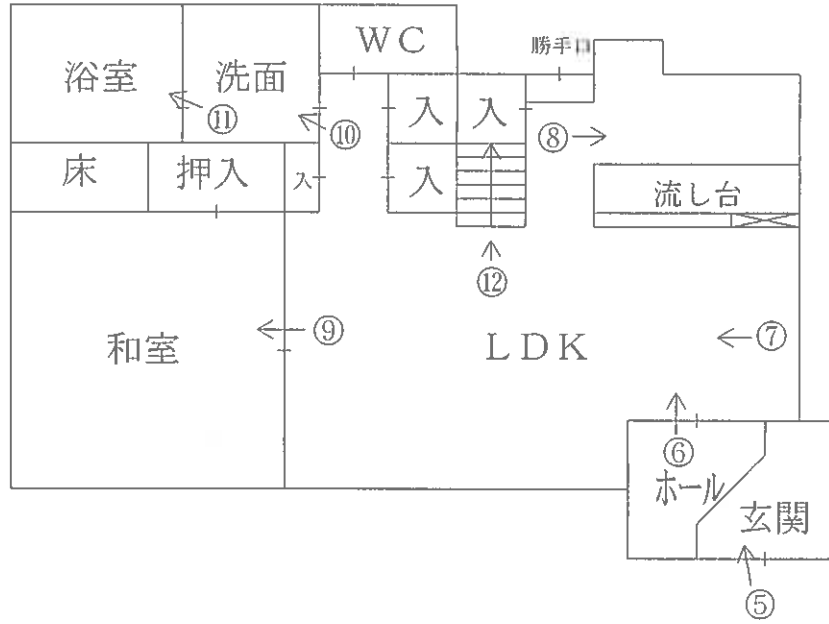 WC
勝手口
浴室
洗面
入
入
⑧
⑪
⑩
床
押入
入
入
流し台
⑫
和室
⑨
LDK
⑦
⑥
ホール
玄関
⑤